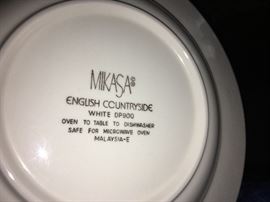 MIKASA
ENGLISH COUNTRYSIDE
WHITE DP900
OVEN TO TABLE TO DISHWASHER
SAFE FOR MICROWAVE OVEN
MALAYSIA-E